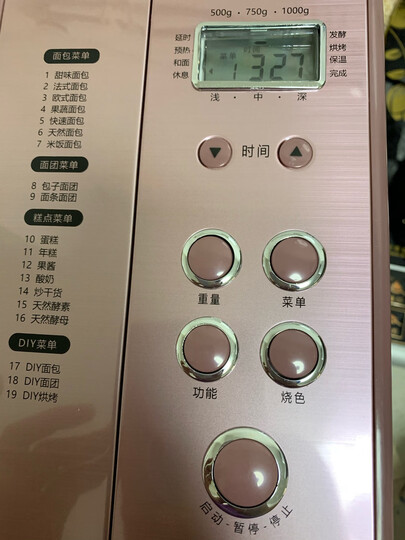 面包菜单
1 甜味面包
2 法式面包
3 欧式面包
4 果蔬面包
5 快速面包
6 天然面包
7 米饭面包
面团菜单
8 包子面团
9 面条面团
糕点菜单
10 蛋糕
11 年糕
12 果酱
13 酸奶
14 炒干货
15 天然酵素
16 天然酵母
DIY菜单
17 DIY面包
18 DIY面团
19 DIY烘烤
500g · 750g · 1000g
延时
预热
和面
休息
菜单
时间
1 3:27
发酵
烘烤
保温
完成
浅 · 中 · 深
▼ 时间 ▲
重量
菜单
功能
烧色
启动-暂停-停止